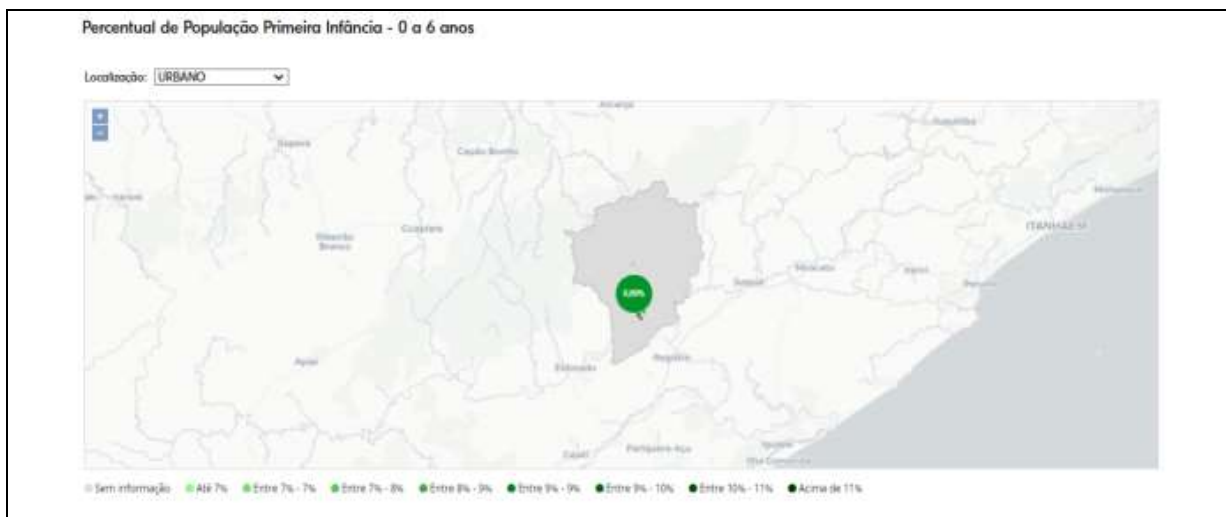 Percentual de População Primeira Infância - 0 a 6 anos
Localização: URBANO
+
−
Itapeva
Capão Bonito
Ribeirão
Branco
Guapiara
ITANHAÉM
Miracatu
Eldorado
Registro
Apiaí
Cajati
Pariquera-Açu
Iguape
Sem informação Até 7% Entre 7% - 7% Entre 7% - 8% Entre 8% - 9% Entre 9% - 9% Entre 9% - 10% Entre 10% - 11% Acima de 11%